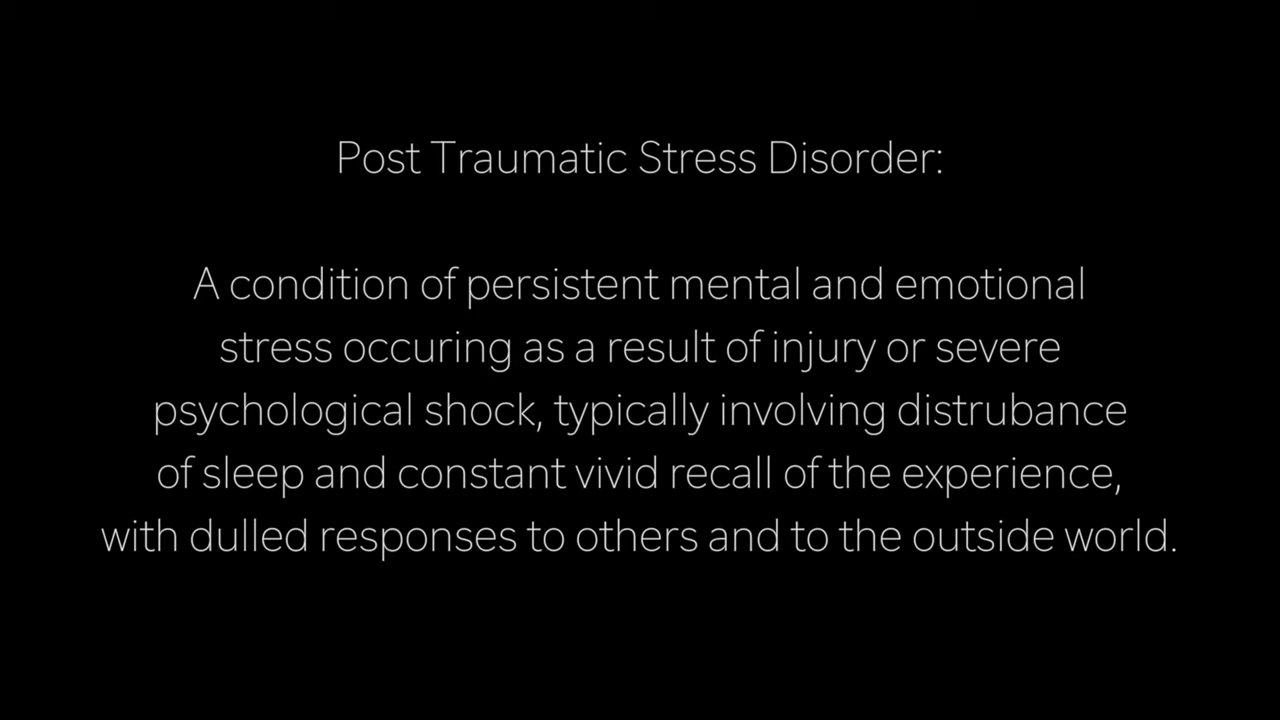 Post Traumatic Stress Disorder:
A condition of persistent mental and emotional
stress occuring as a result of injury or severe
psychological shock, typically involving distrubance
of sleep and constant vivid recall of the experience,
with dulled responses to others and to the outside world.